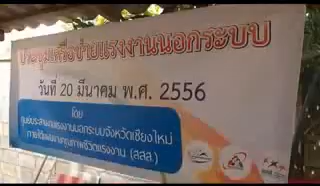 ประชุมเครือข่ายแรงงานนอกระบบ
วันที่ 20 มีนาคม พ.ศ. 2556
โดย
ศูนย์ประสานงานแรงงานนอกระบบจังหวัดเชียงใหม่
ภายใต้แผนงานคุณภาพชีวิตแรงงาน (สสส.)